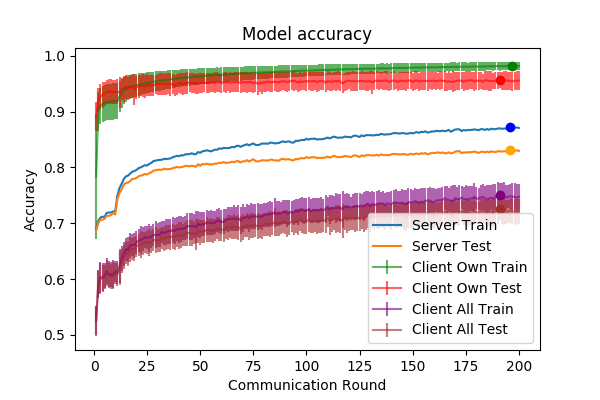 Model accuracy
1.0
0.9
0.8
0.7
0.6
0.5
Accuracy
0 25 50 75 100 125 150 175 200
Communication Round
Server Train
Server Test
Client Own Train
Client Own Test
Client All Train
Client All Test